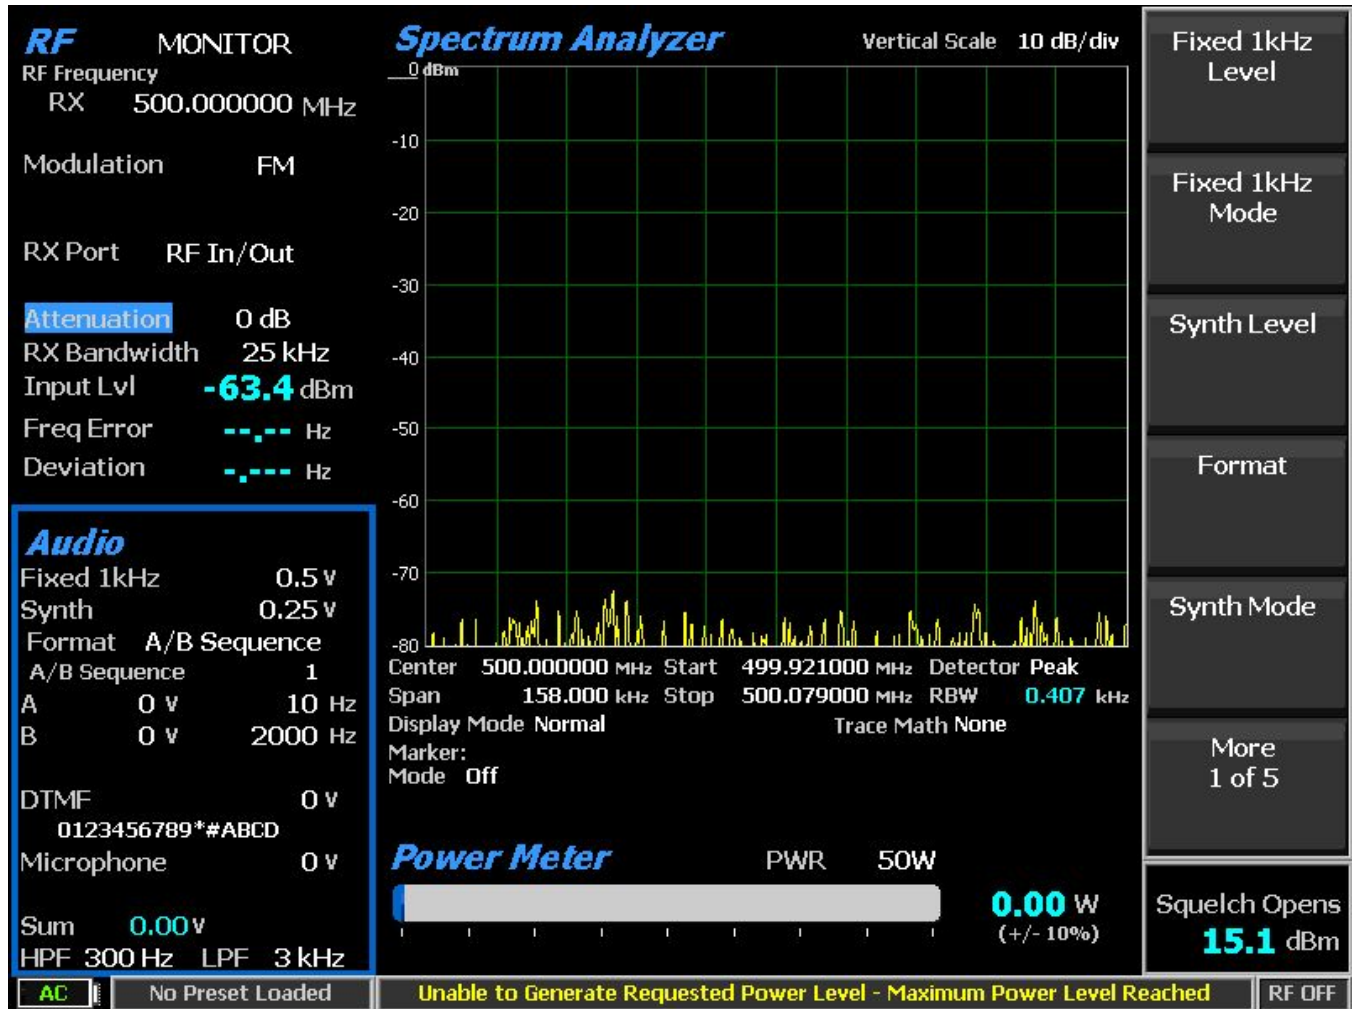 RF MONITOR
RF Frequency
RX 500.000000 MHz
Modulation FM
RX Port RF In/Out
Attenuation 0 dB
RX Bandwidth 25 kHz
Input Lvl -63.4 dBm
Freq Error --.-- Hz
Deviation -.--- Hz
Audio
Fixed 1kHz 0.5 V
Synth 0.25 V
Format A/B Sequence
A/B Sequence 1
A 0 V 10 Hz
B 0 V 2000 Hz
DTMF 0 V
0123456789*#ABCD
Microphone 0 V
Sum 0.00 V
HPF 300 Hz LPF 3 kHz
Spectrum Analyzer Vertical Scale 10 dB/div
0 dBm
-10
-20
-30
-40
-50
-60
-70
-80
Center 500.000000 MHz Start 499.921000 MHz Detector Peak
Span 158.000 kHz Stop 500.079000 MHz RBW 0.407 kHz
Display Mode Normal Trace Math None
Marker:
Mode Off
Power Meter PWR 50W
0.00 W
(+/- 10%)
Fixed 1kHz
Level
Fixed 1kHz
Mode
Synth Level
Format
Synth Mode
More
1 of 5
Squelch Opens
15.1 dBm
AC No Preset Loaded Unable to Generate Requested Power Level - Maximum Power Level Reached RF OFF